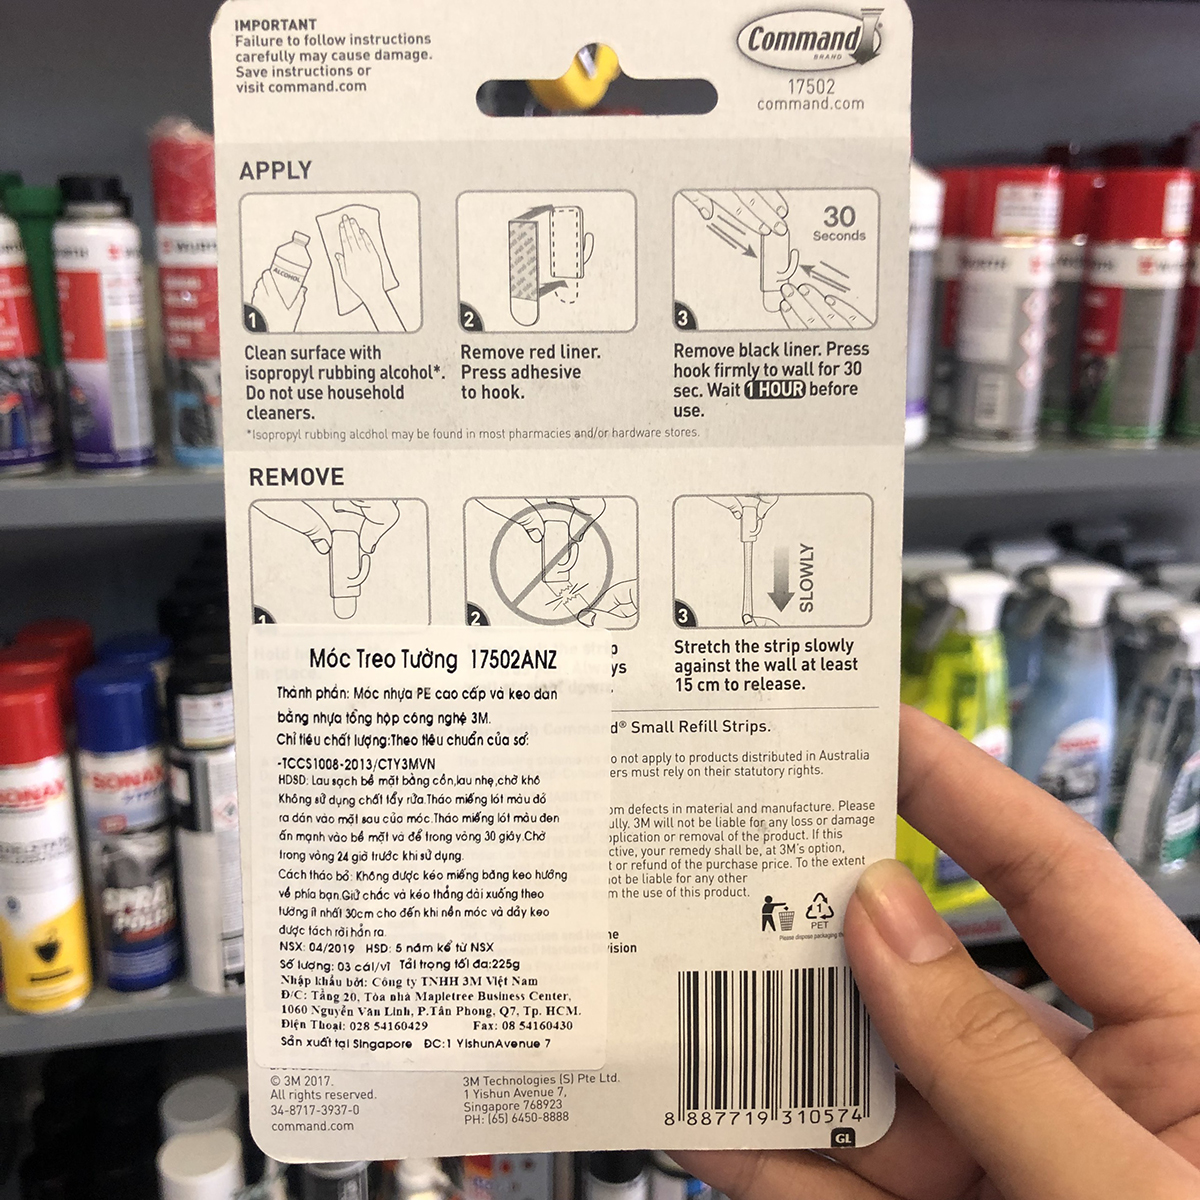 IMPORTANT
Failure to follow instructions
carefully may cause damage.
Save instructions or
visit command.com
Command
BRAND
17502
command.com
APPLY
ALCOHOL
30
Seconds
1
2
3
Clean surface with
isopropyl rubbing alcohol*.
Do not use household
cleaners.
Remove red liner.
Press adhesive
to hook.
Remove black liner. Press
hook firmly to wall for 30
sec. Wait 1 HOUR before
use.
*Isopropyl rubbing alcohol may be found in most pharmacies and/or hardware stores.
REMOVE
SLOWLY
1
2
3
Stretch the strip slowly
against the wall at least
15 cm to release.
Móc Treo Tường 17502ANZ
Thành phần: Móc nhựa PE cao cấp và keo dán
bằng nhựa tổng hợp công nghệ 3M.
Chỉ tiêu chất lượng:Theo tiêu chuẩn của sơ:
-TCCS1008-2013/CTY3MVN
HDSD: Lau sạch bề mặt bằng cồn,lau nhẹ,chờ khô
Không sử dụng chất tẩy rửa.Tháo miếng lót màu đỏ
ra dán vào mặt sau của móc.Tháo miếng lót màu đen
ấn mạnh vào bề mặt và để trong vòng 30 giây.Chờ
trong vòng 24 giờ trước khi sử dụng.
Cách tháo bỏ: Không được kéo miếng băng keo hướng
về phía bạn.Giữ chắc và kéo thẳng dài xuống theo
tường ít nhất 30cm cho đến khi nền móc và dây keo
được tách rời hẳn ra.
NSX: 04/2019 HSD: 5 năm kể từ NSX
Số lượng: 03 cái/vỉ Tải trọng tối đa:225g
Nhập khẩu bởi: Công ty TNHH 3M Việt Nam
Đ/C: Tầng 20, Tòa nhà Mapletree Business Center,
1060 Nguyễn Văn Linh, P.Tân Phong, Q7, Tp. HCM.
Điện Thoại: 028 54160429 Fax: 08 54160430
Sản xuất tại Singapore ĐC:1 YishunAvenue 7
d® Small Refill Strips.
o not apply to products distributed in Australia
ers must rely on their statutory rights.
om defects in material and manufacture. Please
ully. 3M will not be liable for any loss or damage
pplication or removal of the product. If this
ctive, your remedy shall be, at 3M's option,
t or refund of the purchase price. To the extent
not be liable for any other
m the use of this product.
1
PET
Please dispose packaging
ne
ision
© 3M 2017.
All rights reserved.
34-8717-3937-0
command.com
3M Technologies (S) Pte Ltd.
1 Yishun Avenue 7,
Singapore 768923
PH: (65) 6450-8888
8 887719 310574
GL
SONAX
SONAX
SPRAY